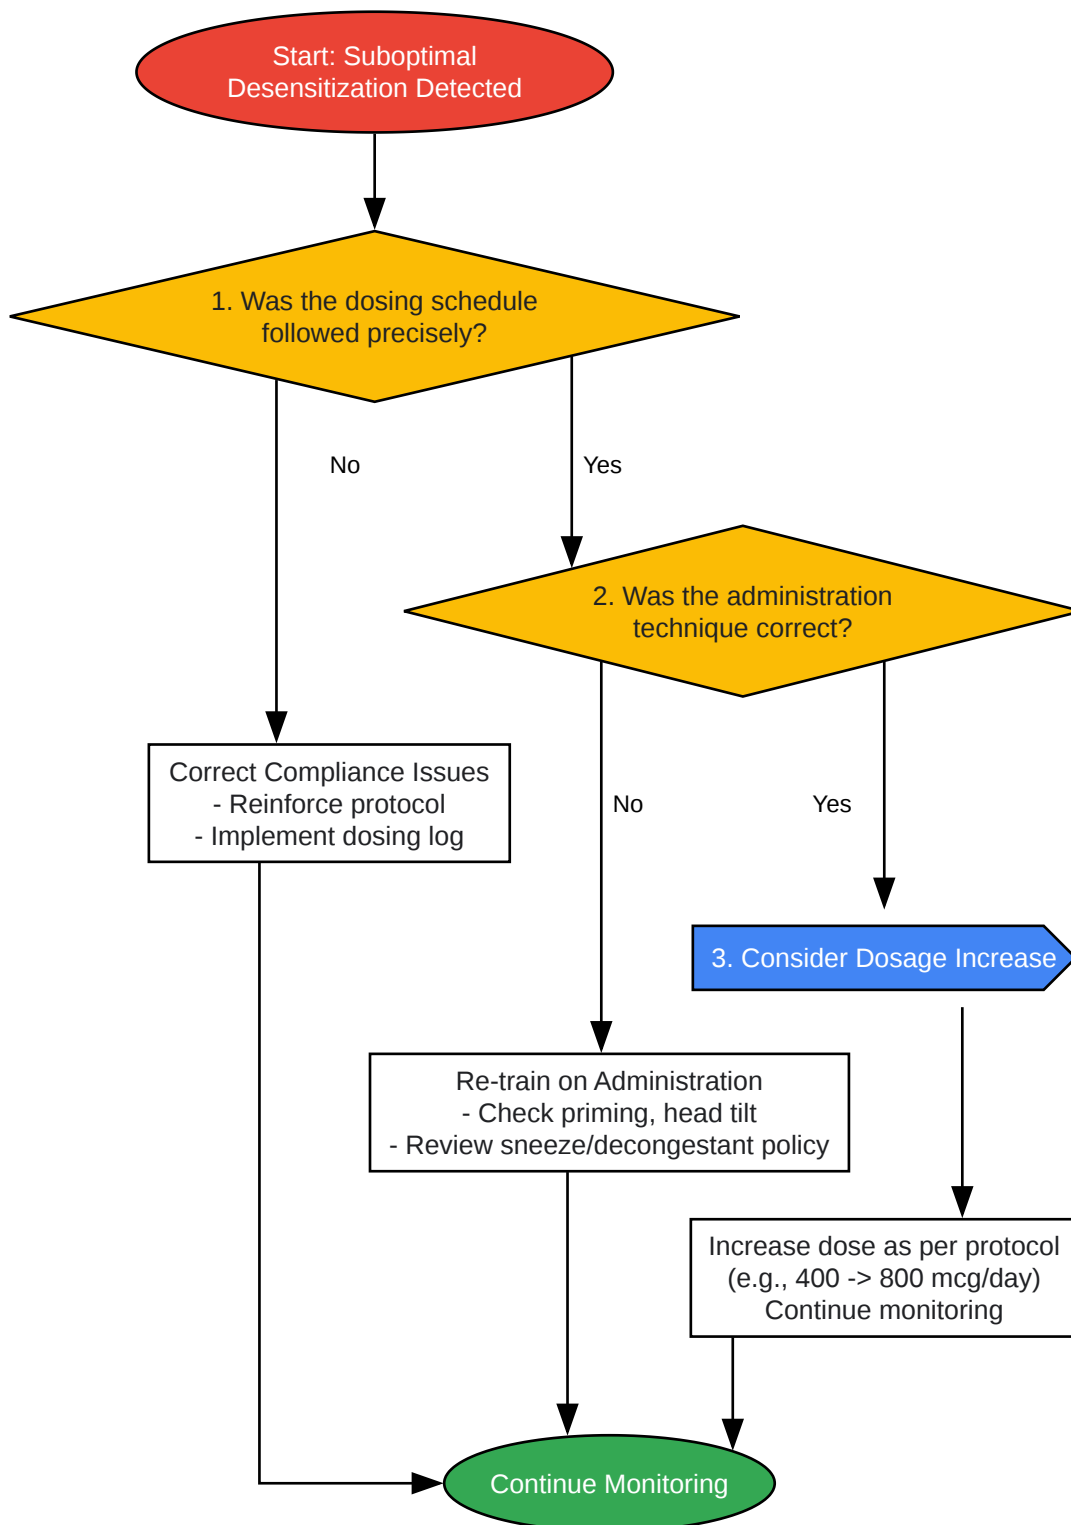 Start: Suboptimal
Desensitization Detected
1. Was the dosing schedule
followed precisely?
No
Yes
2. Was the administration
technique correct?
Correct Compliance Issues
- Reinforce protocol
- Implement dosing log
No
Yes
3. Consider Dosage Increase
Re-train on Administration
- Check priming, head tilt
- Review sneeze/decongestant policy
Increase dose as per protocol
(e.g., 400 -> 800 mcg/day)
Continue monitoring
Continue Monitoring